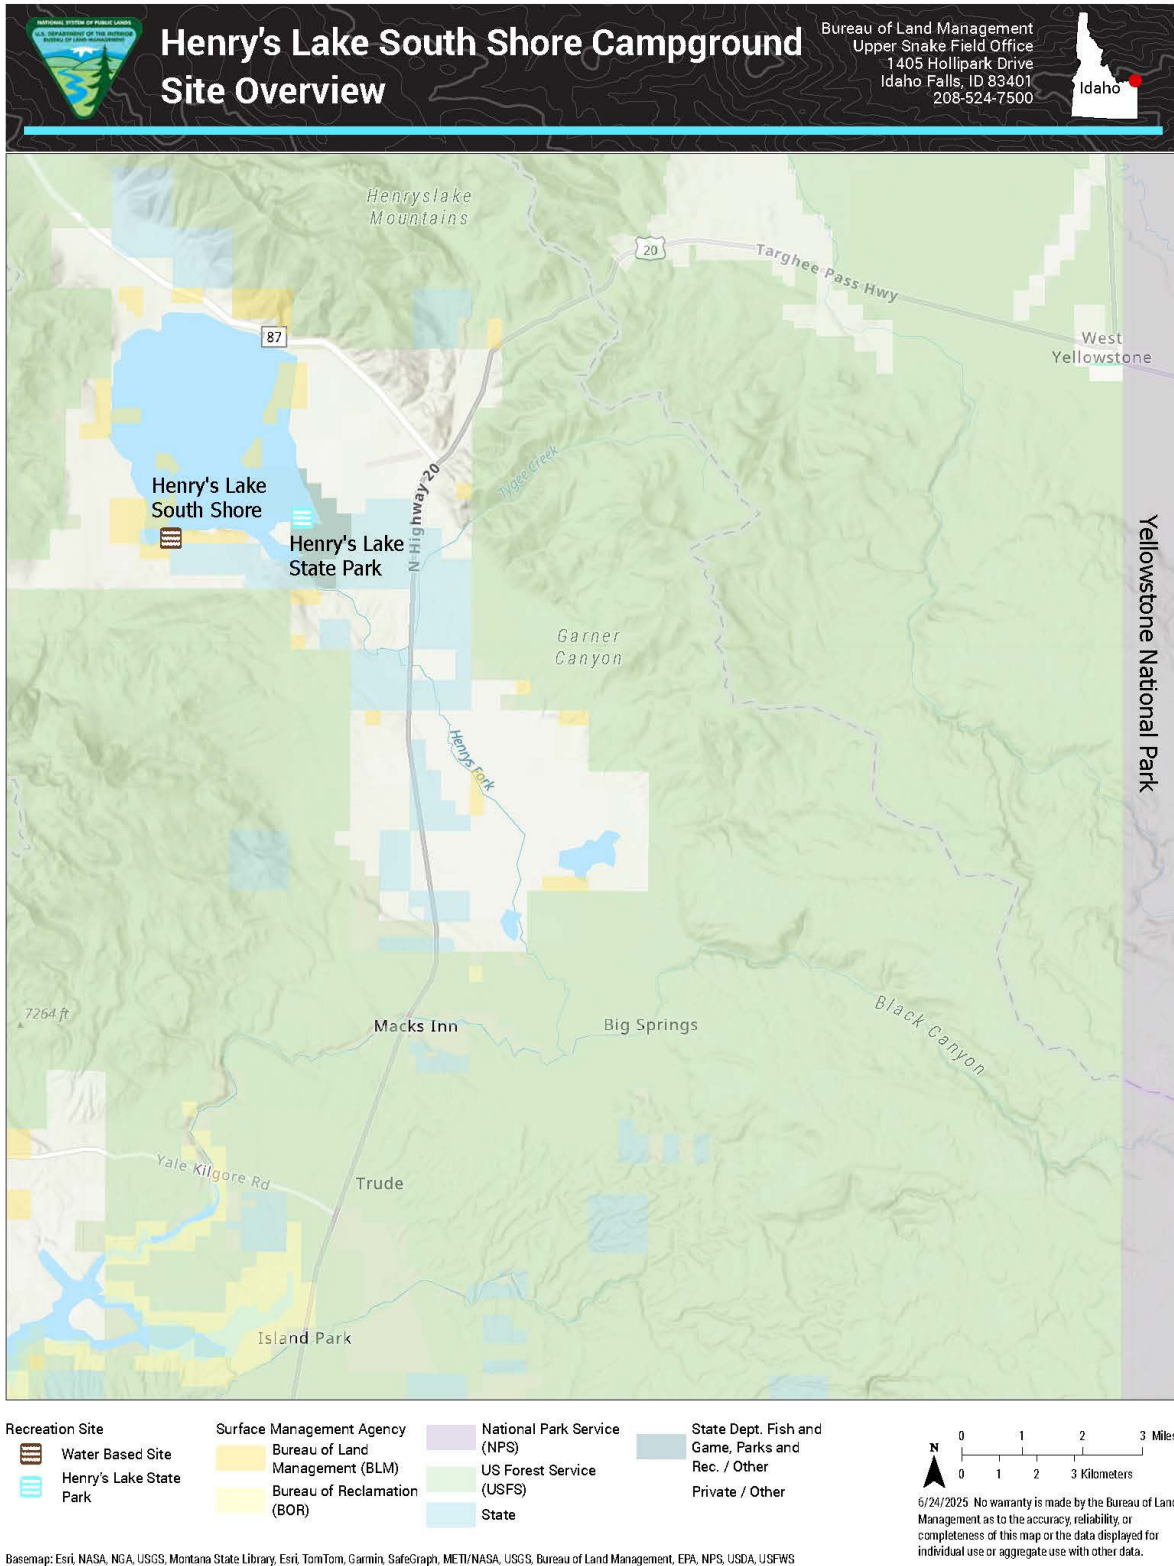 NATIONAL SYSTEM OF PUBLIC LANDS
U.S. DEPARTMENT OF THE INTERIOR
BUREAU OF LAND MANAGEMENT
Henry's Lake South Shore Campground
Site Overview
Bureau of Land Management
Upper Snake Field Office
1405 Hollipark Drive
Idaho Falls, ID 83401
208-524-7500
Idaho
Henryslake
Mountains
20
Targhee Pass Hwy
87
West
Yellowstone
Tygee Creek
N Highway 20
Henry's Lake
South Shore
Henry's Lake
State Park
Yellowstone National Park
Garner
Canyon
Henrys Fork
7264 ft
Macks Inn
Big Springs
Black Canyon
Yale Kilgore Rd
Trude
Island Park
Recreation Site
Water Based Site
Henry's Lake State
Park
Surface Management Agency
Bureau of Land
Management (BLM)
Bureau of Reclamation
(BOR)
National Park Service
(NPS)
US Forest Service
(USFS)
State
State Dept. Fish and
Game, Parks and
Rec. / Other
Private / Other
N
0 1 2 3 Miles
0 1 2 3 Kilometers
6/24/2025 No warranty is made by the Bureau of Land
Management as to the accuracy, reliability, or
completeness of this map or the data displayed for
individual use or aggregate use with other data.
Basemap: Esri, NASA, NGA, USGS, Montana State Library, Esri, TomTom, Garmin, SafeGraph, METI/NASA, USGS, Bureau of Land Management, EPA, NPS, USDA, USFWS